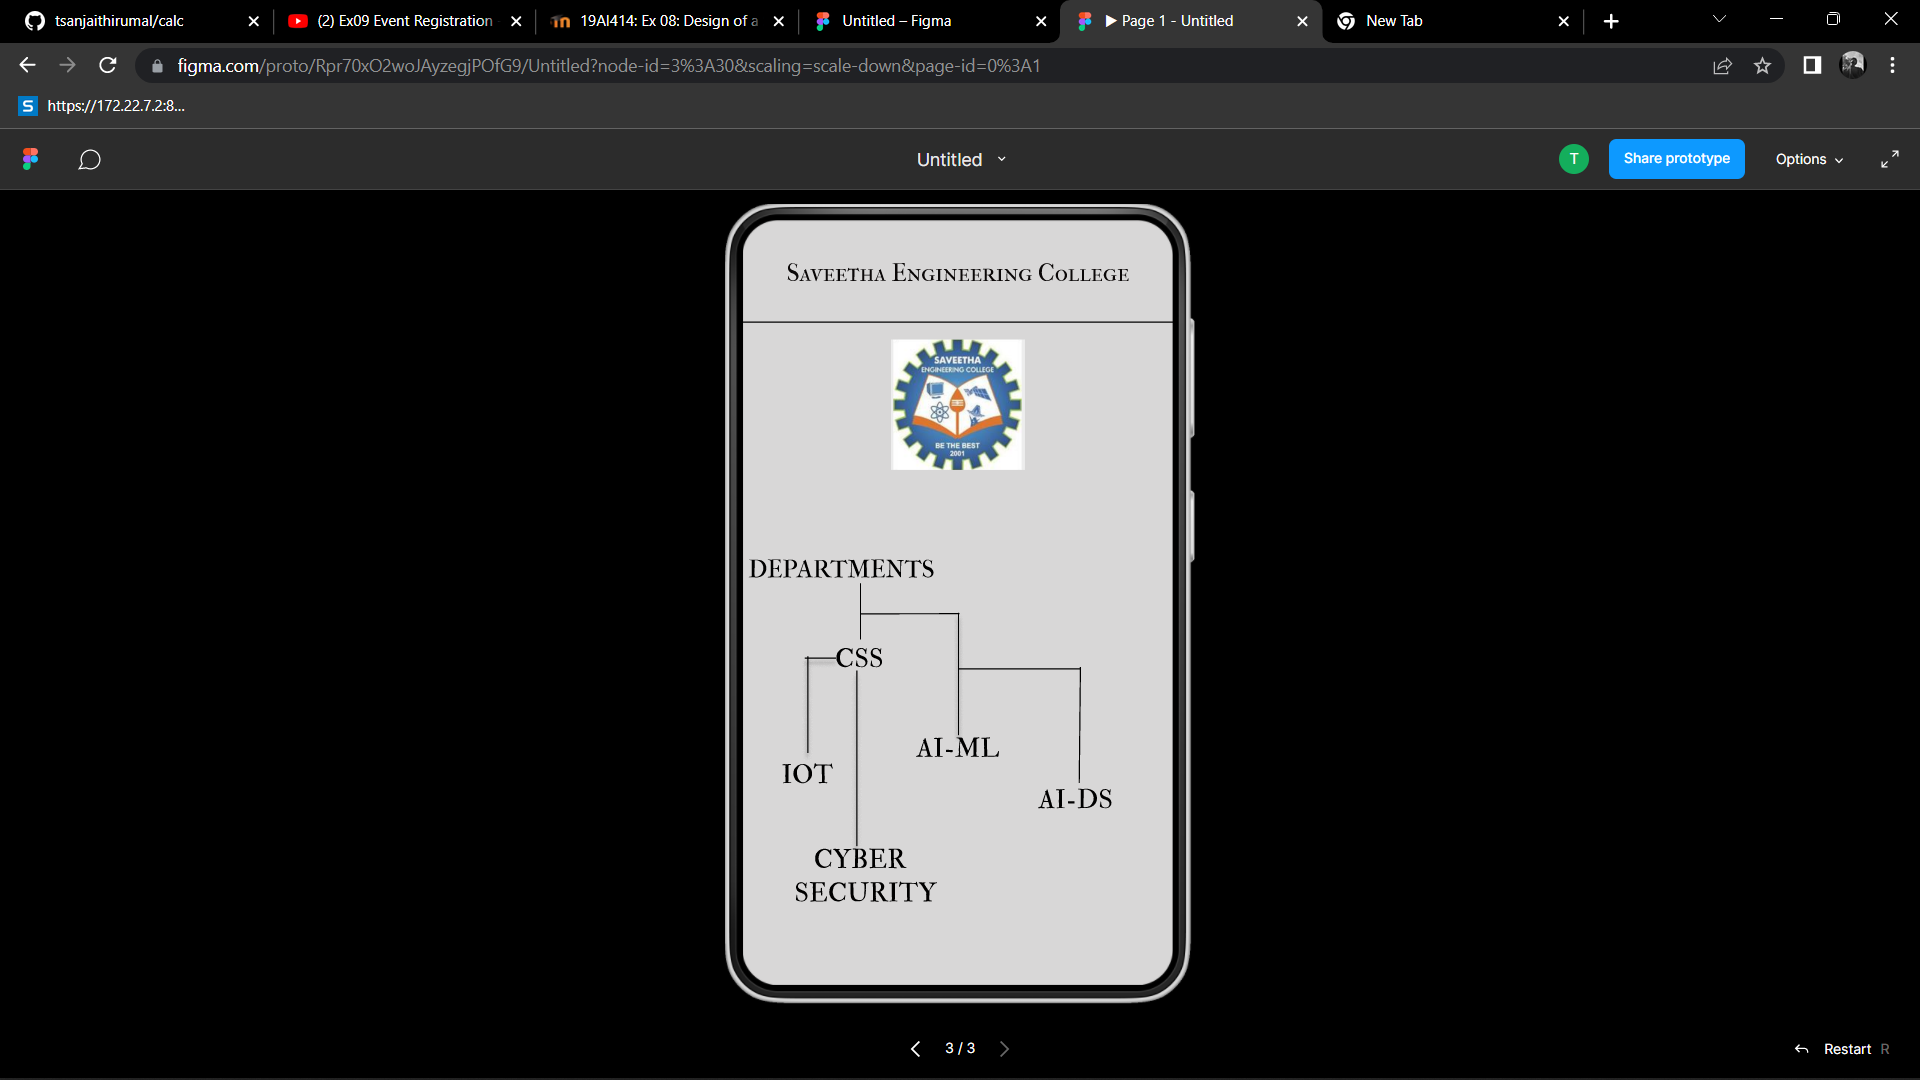 tsanjaithirumal/calc
(2) Ex09 Event Registration
19AI414: Ex 08: Design of a
Untitled – Figma
▶ Page 1 - Untitled
New Tab
figma.com/proto/Rpr70xO2woJAyzegjPOfG9/Untitled?node-id=3%3A30&scaling=scale-down&page-id=0%3A1
S https://172.22.7.2:8...
Untitled
T
Share prototype
Options
Saveetha Engineering College
SAVEETHA
ENGINEERING COLLEGE
BE THE BEST
2001
DEPARTMENTS
CSS
AI-ML
IOT
AI-DS
CYBER
SECURITY
3 / 3
Restart R